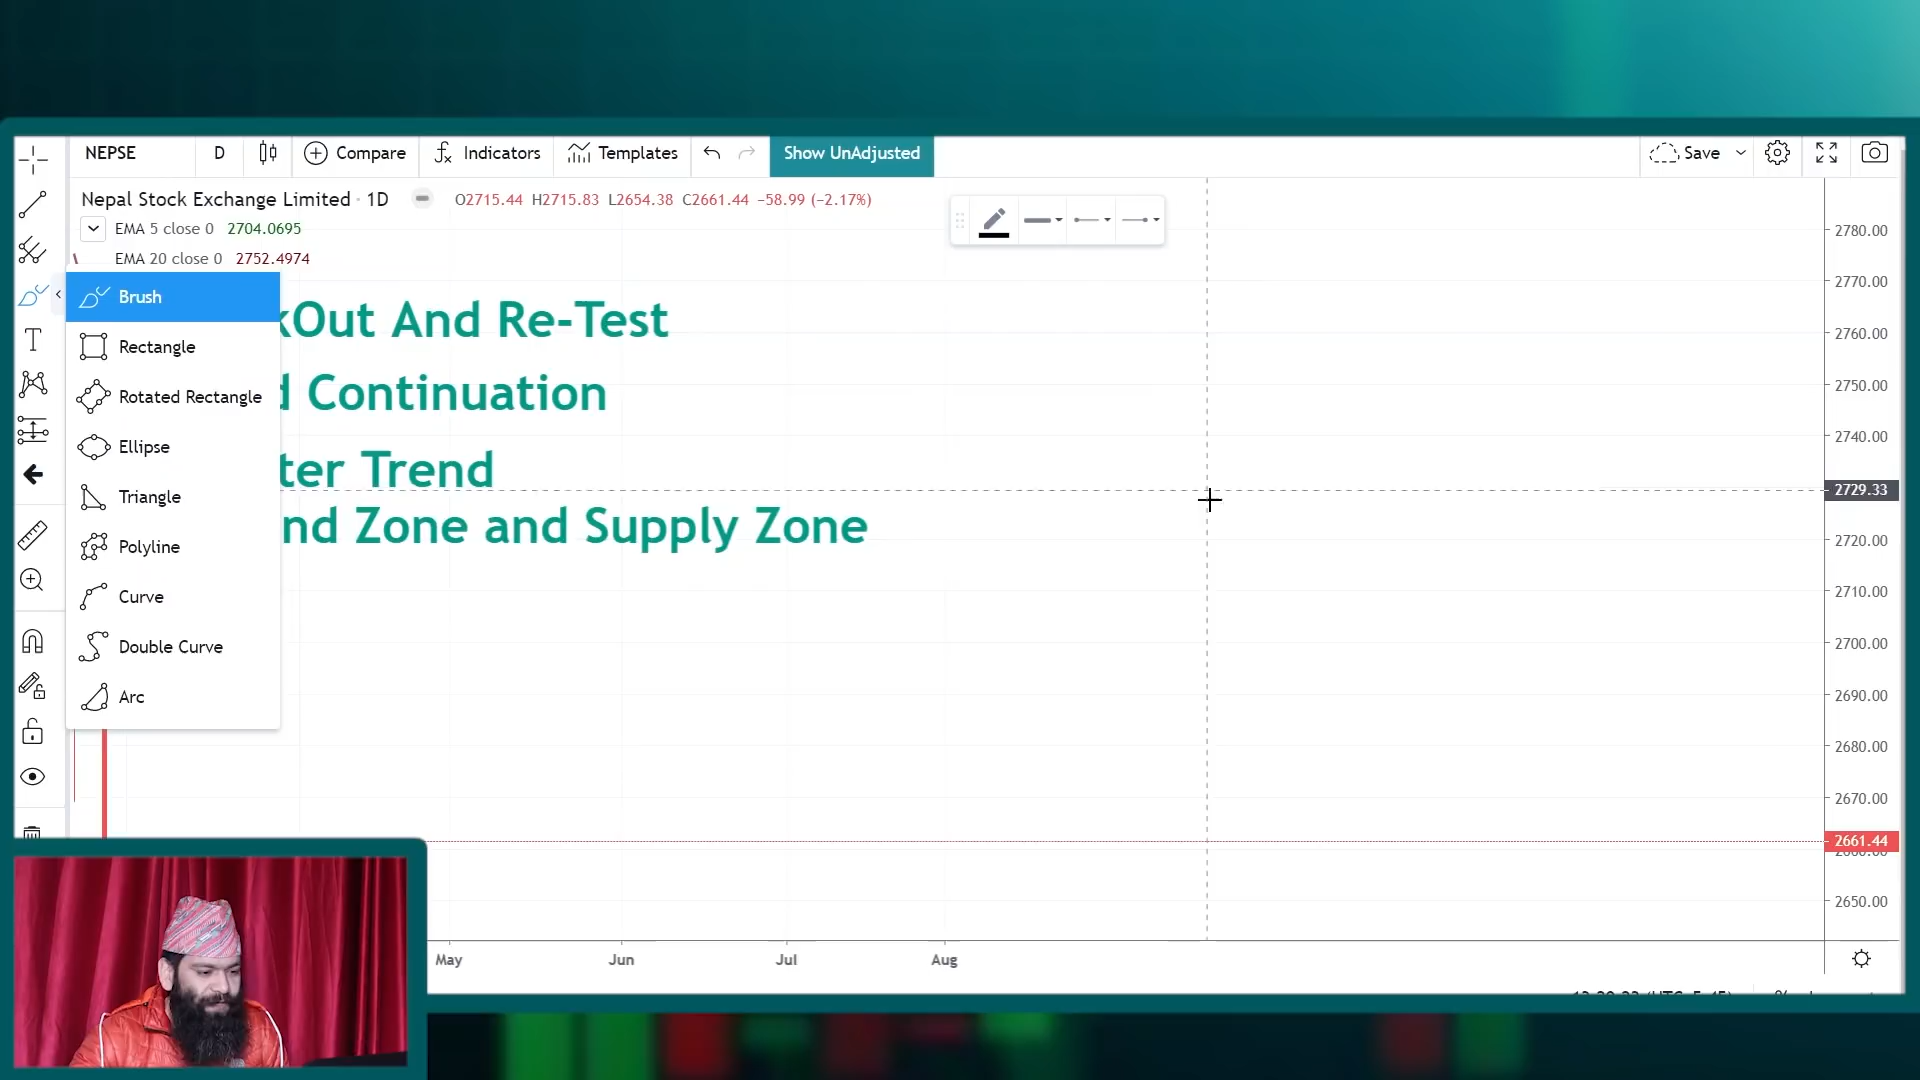 NEPSE D Compare Indicators Templates Show UnAdjusted Save
Nepal Stock Exchange Limited · 1D O2715.44 H2715.83 L2654.38 C2661.44 −58.99 (−2.17%)
EMA 5 close 0 2704.0695
EMA 20 close 0 2752.4974
Brush
Rectangle
Rotated Rectangle
Ellipse
Triangle
Polyline
Curve
Double Curve
Arc
kOut And Re-Test
d Continuation
ter Trend
nd Zone and Supply Zone
2780.00
2770.00
2760.00
2750.00
2740.00
2729.33
2720.00
2710.00
2700.00
2690.00
2680.00
2670.00
2661.44
2650.00
May Jun Jul Aug